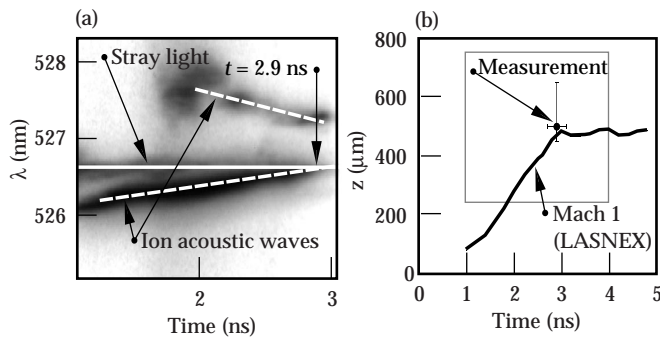 (a)
528
Stray light
t = 2.9 ns
527
λ (nm)
526
Ion acoustic waves
2
3
Time (ns)
(b)
800
600
Measurement
z (µm)
400
200
Mach 1
(LASNEX)
0
0
1
2
3
4
5
Time (ns)